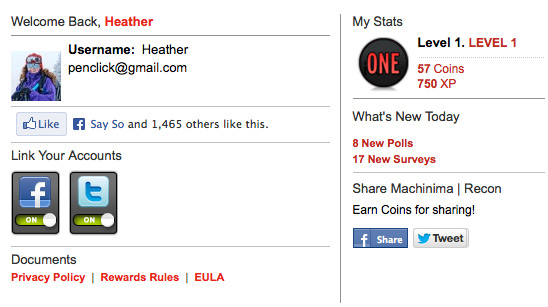 Welcome Back, Heather
Username: Heather
penclick@gmail.com
Like
Say So and 1,465 others like this.
Link Your Accounts
ON
ON
Documents
Privacy Policy | Rewards Rules | EULA
My Stats
ONE
Level 1. LEVEL 1
57 Coins
750 XP
What's New Today
8 New Polls
17 New Surveys
Share Machinima | Recon
Earn Coins for sharing!
Share
Tweet